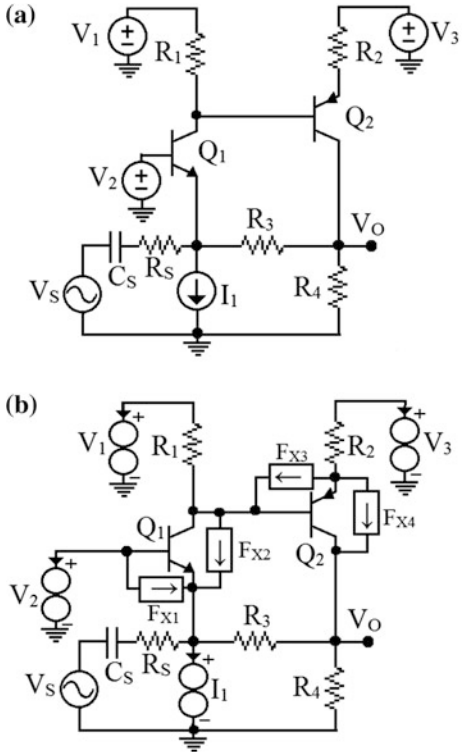 (a)
V1 R1 R2 V3
Q1 Q2
V2
R3 VO
CS RS
VS I1 R4
(b)
V1 R1 R2 V3
FX3
Q1 FX2 Q2 FX4
V2 FX1
R3 VO
CS RS
VS I1 R4